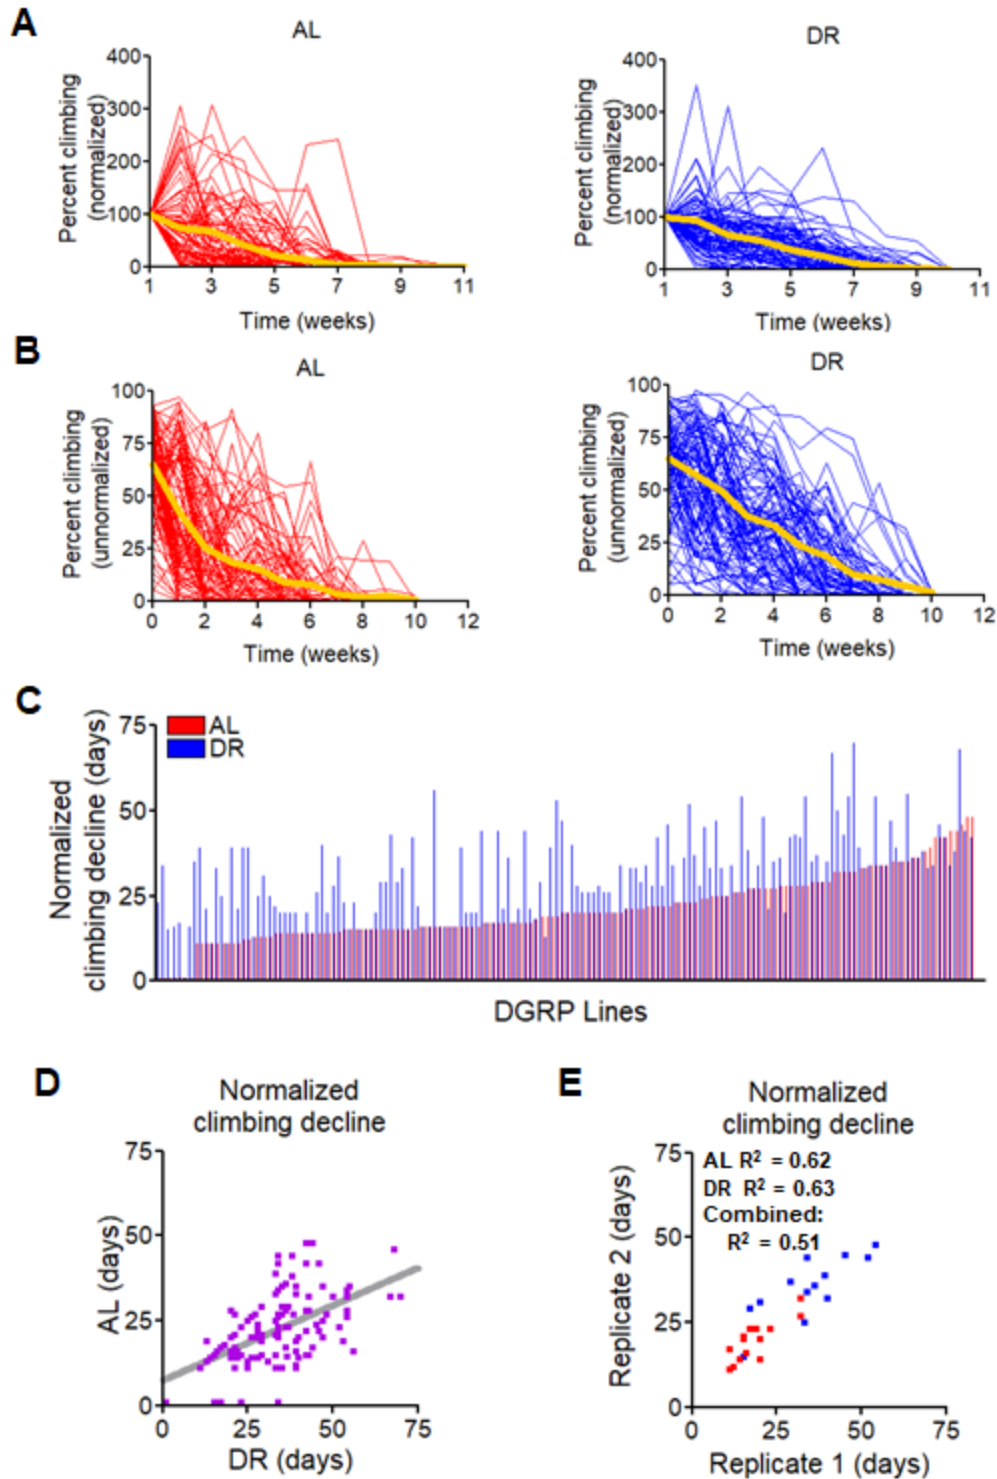 A
AL
DR
Percent climbing
(normalized)
400
300
200
100
0
1 3 5 7 9 11
Time (weeks)
Percent climbing
(normalized)
400
300
200
100
0
1 3 5 7 9 11
Time (weeks)
B
AL
DR
Percent climbing
(unnormalized)
100
75
50
25
0
0 2 4 6 8 10 12
Time (weeks)
Percent climbing
(unnormalized)
100
75
50
25
0
0 2 4 6 8 10 12
Time (weeks)
C
AL
DR
Normalized
climbing decline (days)
75
50
25
0
DGRP Lines
D
Normalized
climbing decline
AL (days)
75
50
25
0
0 25 50 75
DR (days)
E
Normalized
climbing decline
AL R² = 0.62
DR R² = 0.63
Combined:
R² = 0.51
Replicate 2 (days)
75
50
25
0
0 25 50 75
Replicate 1 (days)